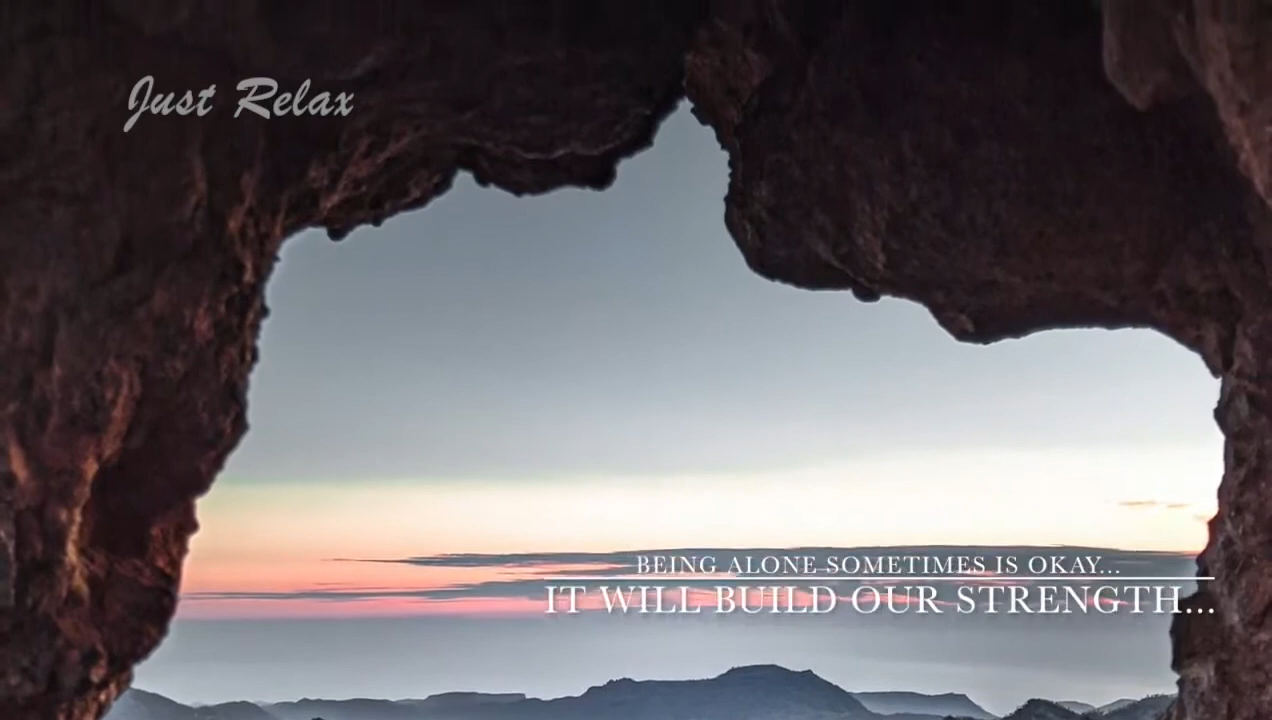 Just Relax
BEING ALONE SOMETIMES IS OKAY...
IT WILL BUILD OUR STRENGTH...